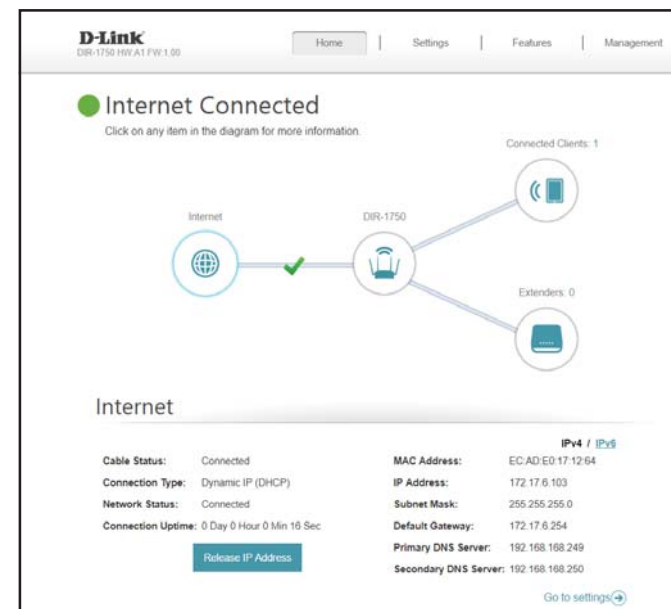 D-Link
DIR-1750 HW:A1 FW:1.00
Home | Settings | Features | Management
Internet Connected
Click on any item in the diagram for more information.
Connected Clients: 1
Internet
DIR-1750
Extenders: 0
Internet
IPv4 / IPv6
Cable Status: Connected
MAC Address: EC:AD:E0:17:12:64
Connection Type: Dynamic IP (DHCP)
IP Address: 172.17.6.103
Network Status: Connected
Subnet Mask: 255.255.255.0
Connection Uptime: 0 Day 0 Hour 0 Min 16 Sec
Default Gateway: 172.17.6.254
Release IP Address
Primary DNS Server: 192.168.168.249
Secondary DNS Server: 192.168.168.250
Go to settings